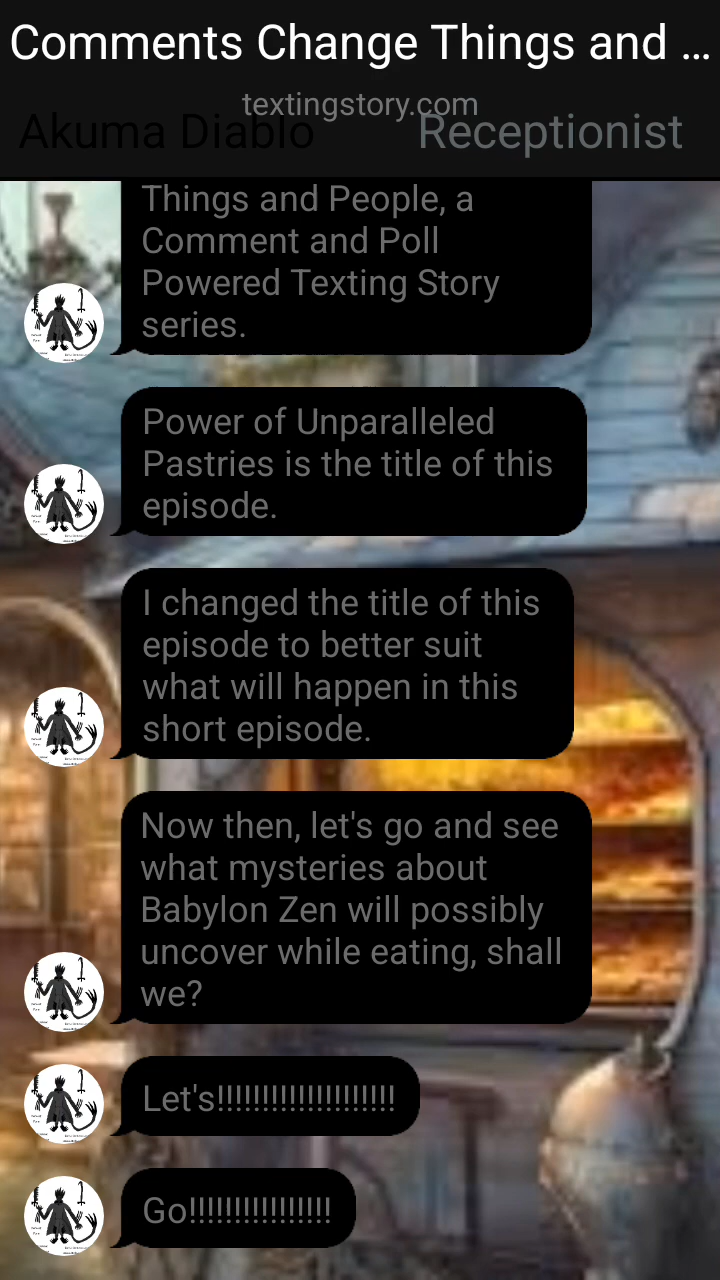 Comments Change Things and ...
textingstory.com
Akuma Diablo
Receptionist
Things and People, a
Comment and Poll
Powered Texting Story
series.
Power of Unparalleled
Pastries is the title of this
episode.
I changed the title of this
episode to better suit
what will happen in this
short episode.
Now then, let's go and see
what mysteries about
Babylon Zen will possibly
uncover while eating, shall
we?
Let's!!!!!!!!!!!!!!!!!!!!
Go!!!!!!!!!!!!!!!!